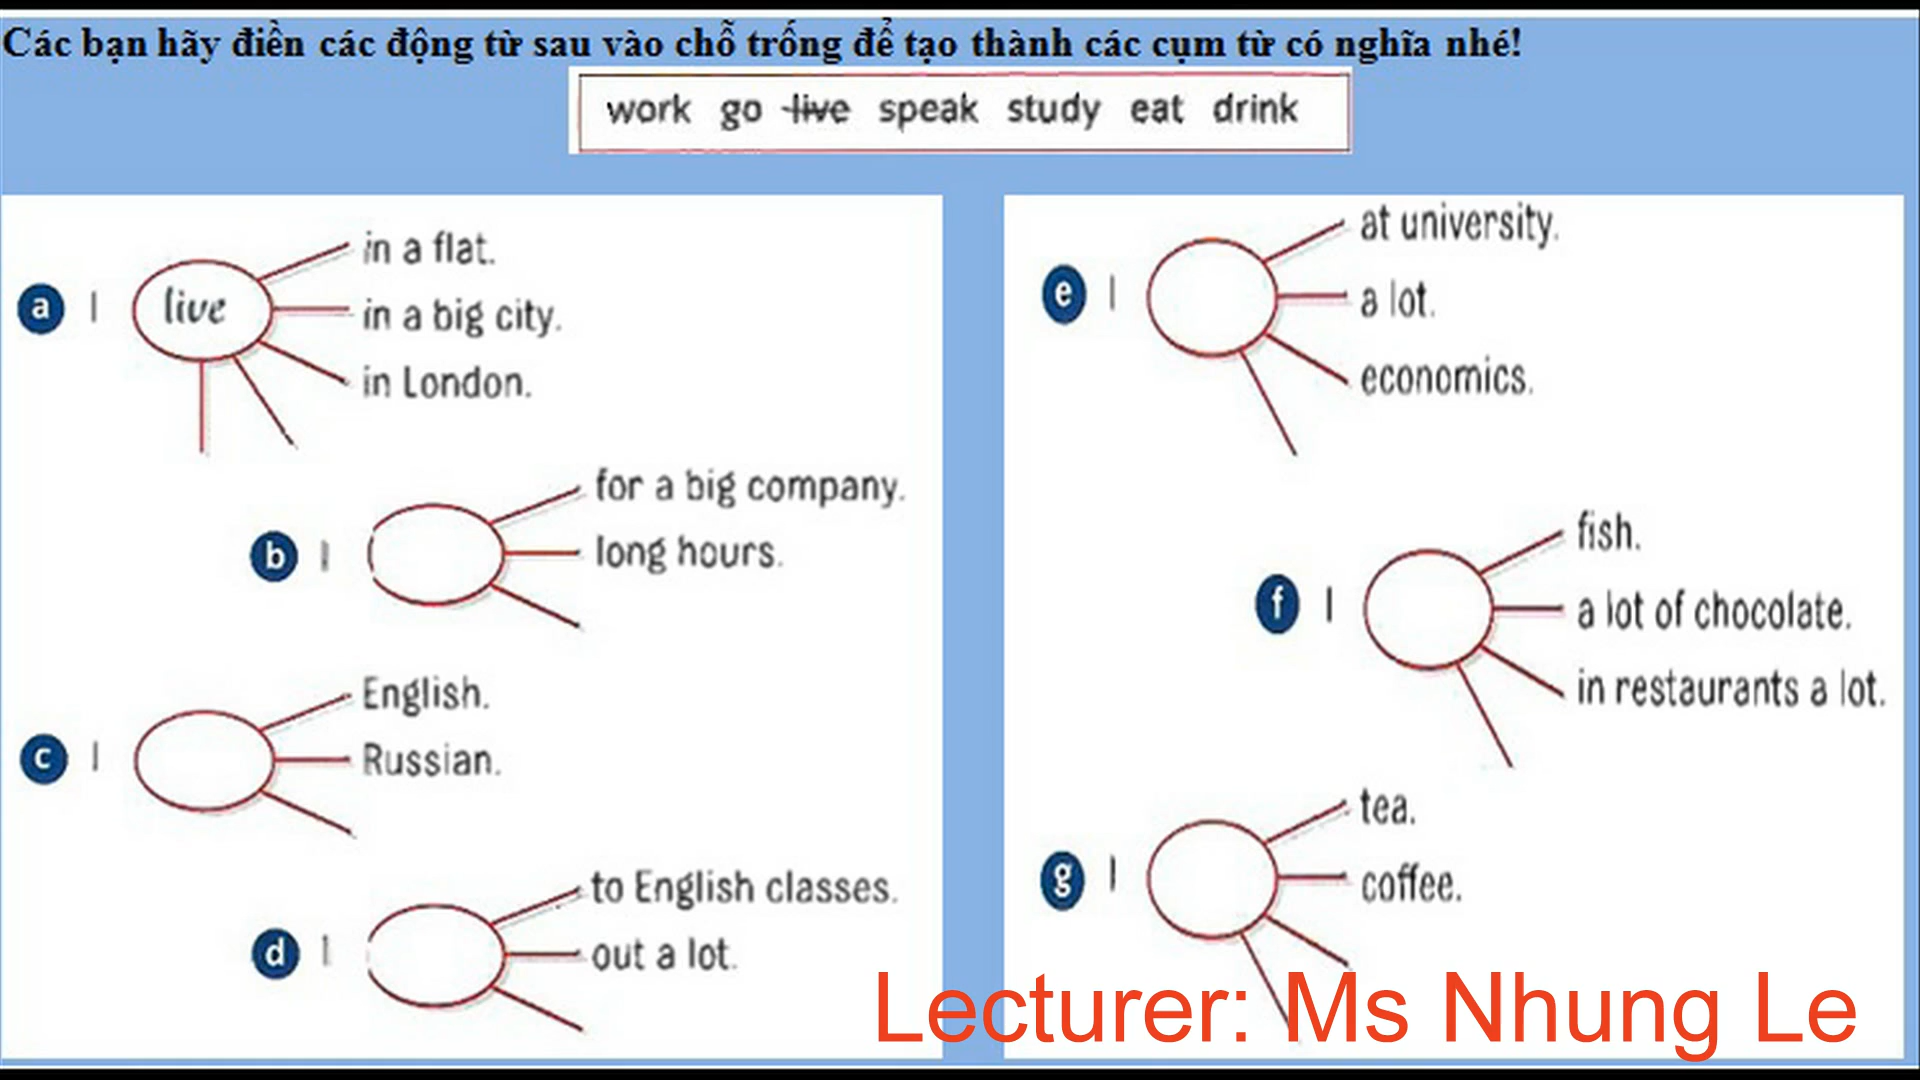 Các bạn hãy điền các động từ sau vào chỗ trống để tạo thành các cụm từ có nghĩa nhé!
work go live speak study eat drink
a I live in a flat.
in a big city.
in London.
b I for a big company.
long hours.
c I English.
Russian.
d I to English classes.
out a lot.
e I at university.
a lot.
economics.
f I fish.
a lot of chocolate.
in restaurants a lot.
g I tea.
coffee.
Lecturer: Ms Nhung Le